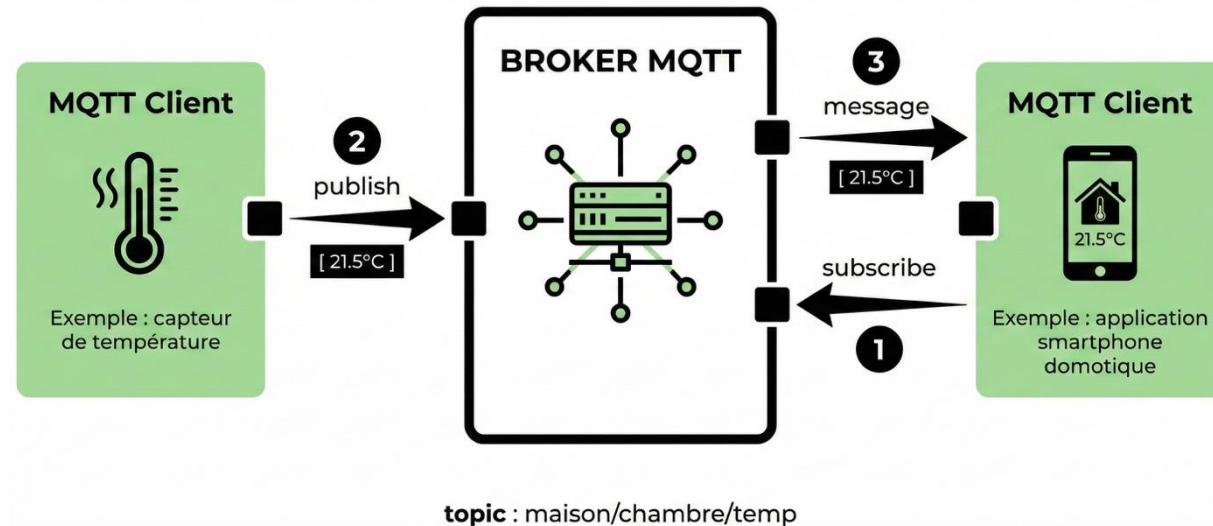 MQTT Client
Exemple : capteur
de température
2
publish
[ 21.5°C ]
BROKER MQTT
3
message
[ 21.5°C ]
subscribe
1
MQTT Client
21.5°C
Exemple : application
smartphone
domotique
topic : maison/chambre/temp